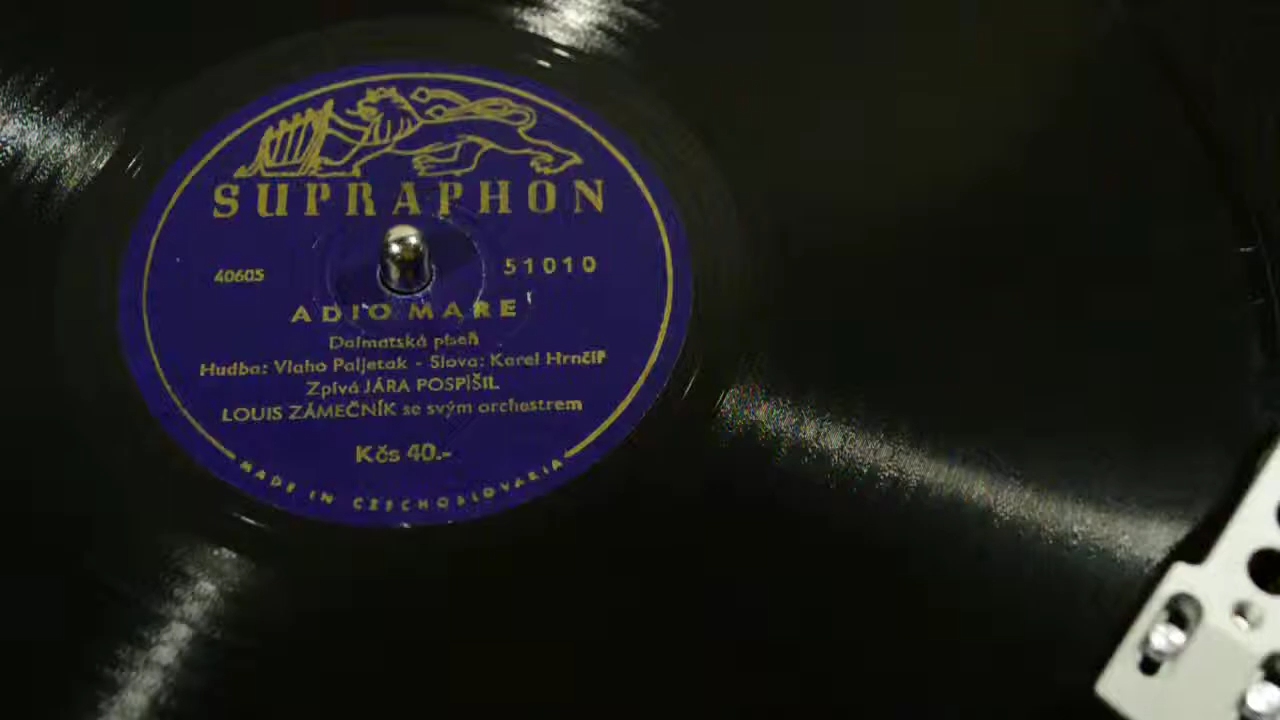 SUPRAPHON
40605 51010
ADIO MARE
Dalmatská píseň
Hudba: Vlaho Paljetak - Slova: Karel Hrnčíř
Zpívá JÁRA POSPÍŠIL
LOUIS ZÁMEČNÍK se svým orchestrem
Kčs 40.-
MADE IN CZECHOSLOVAKIA